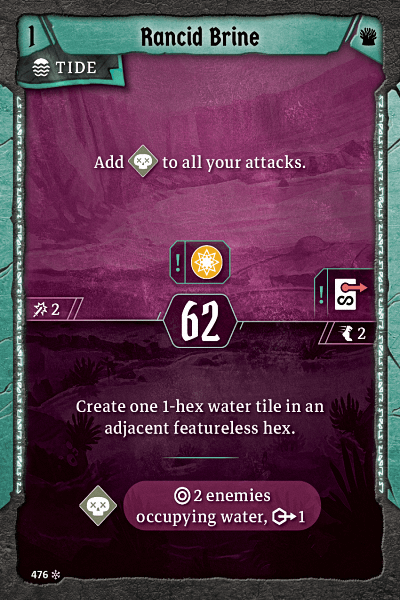 1 Rancid Brine
TIDE
Add to all your attacks.
!
!
S
2
62
2
Create one 1-hex water tile in an
adjacent featureless hex.
2 enemies
occupying water, 1
476